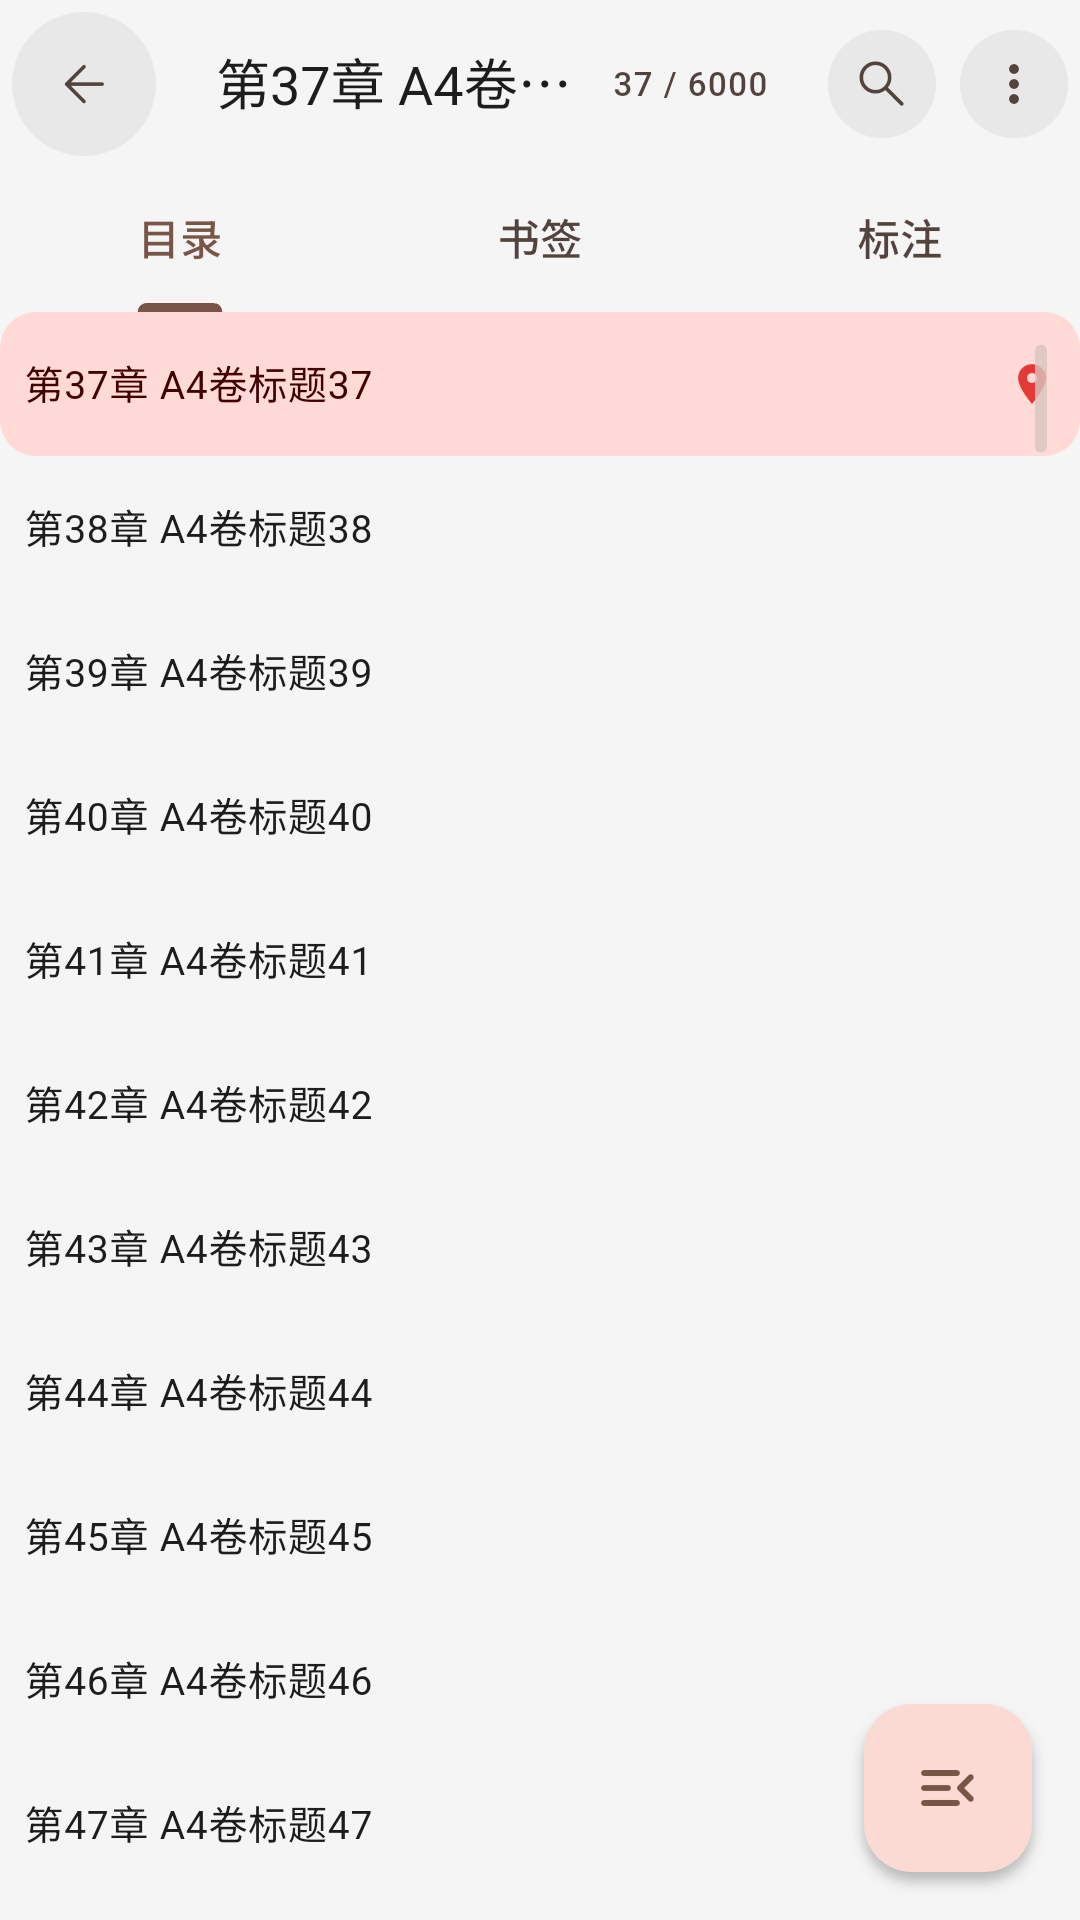 第37章 A4卷…
37 / 6000
目录 书签 标注
第37章 A4卷标题37
第38章 A4卷标题38
第39章 A4卷标题39
第40章 A4卷标题40
第41章 A4卷标题41
第42章 A4卷标题42
第43章 A4卷标题43
第44章 A4卷标题44
第45章 A4卷标题45
第46章 A4卷标题46
第47章 A4卷标题47